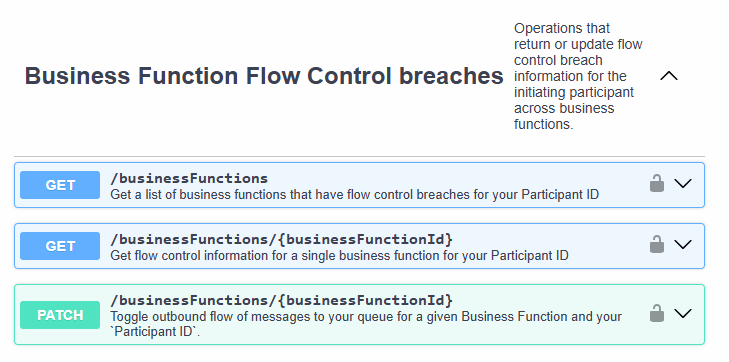 Business Function Flow Control breaches
Operations that
return or update flow
control breach
information for the
initiating participant
across business
functions.
GET
/businessFunctions
Get a list of business functions that have flow control breaches for your Participant ID
GET
/businessFunctions/{businessFunctionId}
Get flow control information for a single business function for your Participant ID
PATCH
/businessFunctions/{businessFunctionId}
Toggle outbound flow of messages to your queue for a given Business Function and your
`Participant ID`.